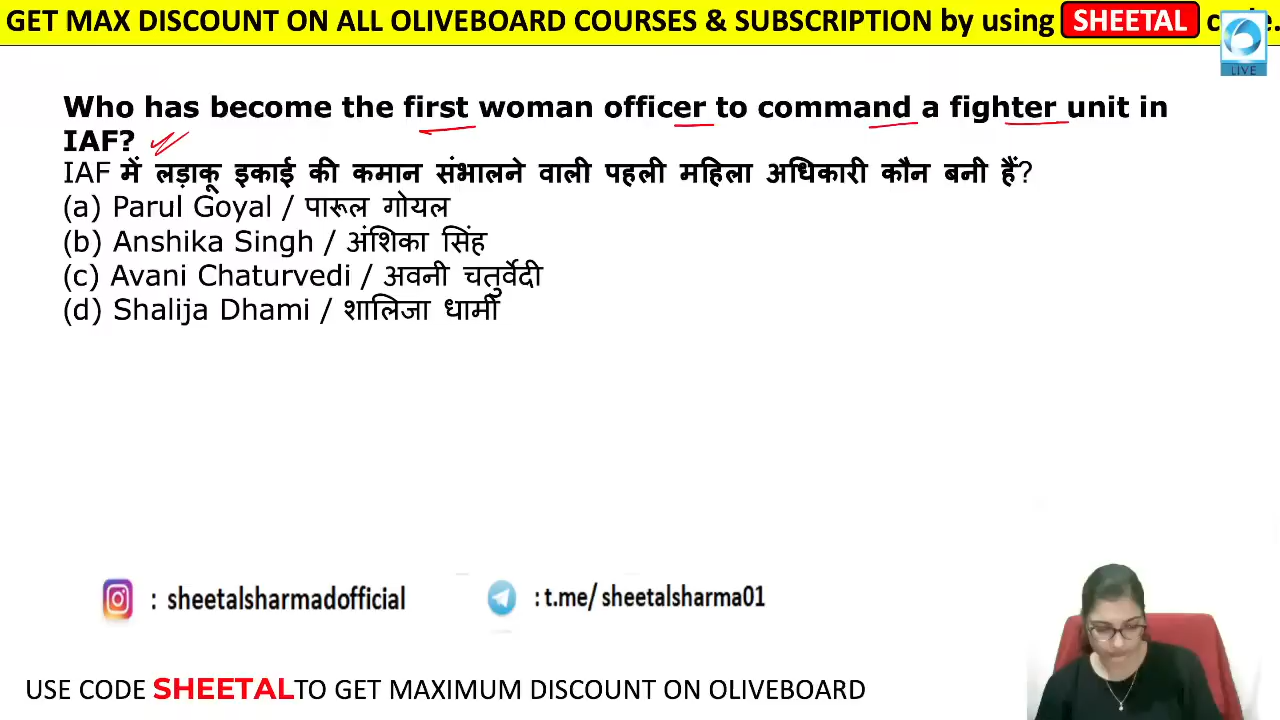 GET MAX DISCOUNT ON ALL OLIVEBOARD COURSES & SUBSCRIPTION by using SHEETAL code.
LIVE
Who has become the first woman officer to command a fighter unit in
IAF?
IAF में लड़ाकू इकाई की कमान संभालने वाली पहली महिला अधिकारी कौन बनी हैं?
(a) Parul Goyal / पारूल गोयल
(b) Anshika Singh / अंशिका सिंह
(c) Avani Chaturvedi / अवनी चतुर्वेदी
(d) Shalija Dhami / शालिजा धामी
: sheetalsharmadofficial
: t.me/ sheetalsharma01
USE CODE SHEETALTO GET MAXIMUM DISCOUNT ON OLIVEBOARD